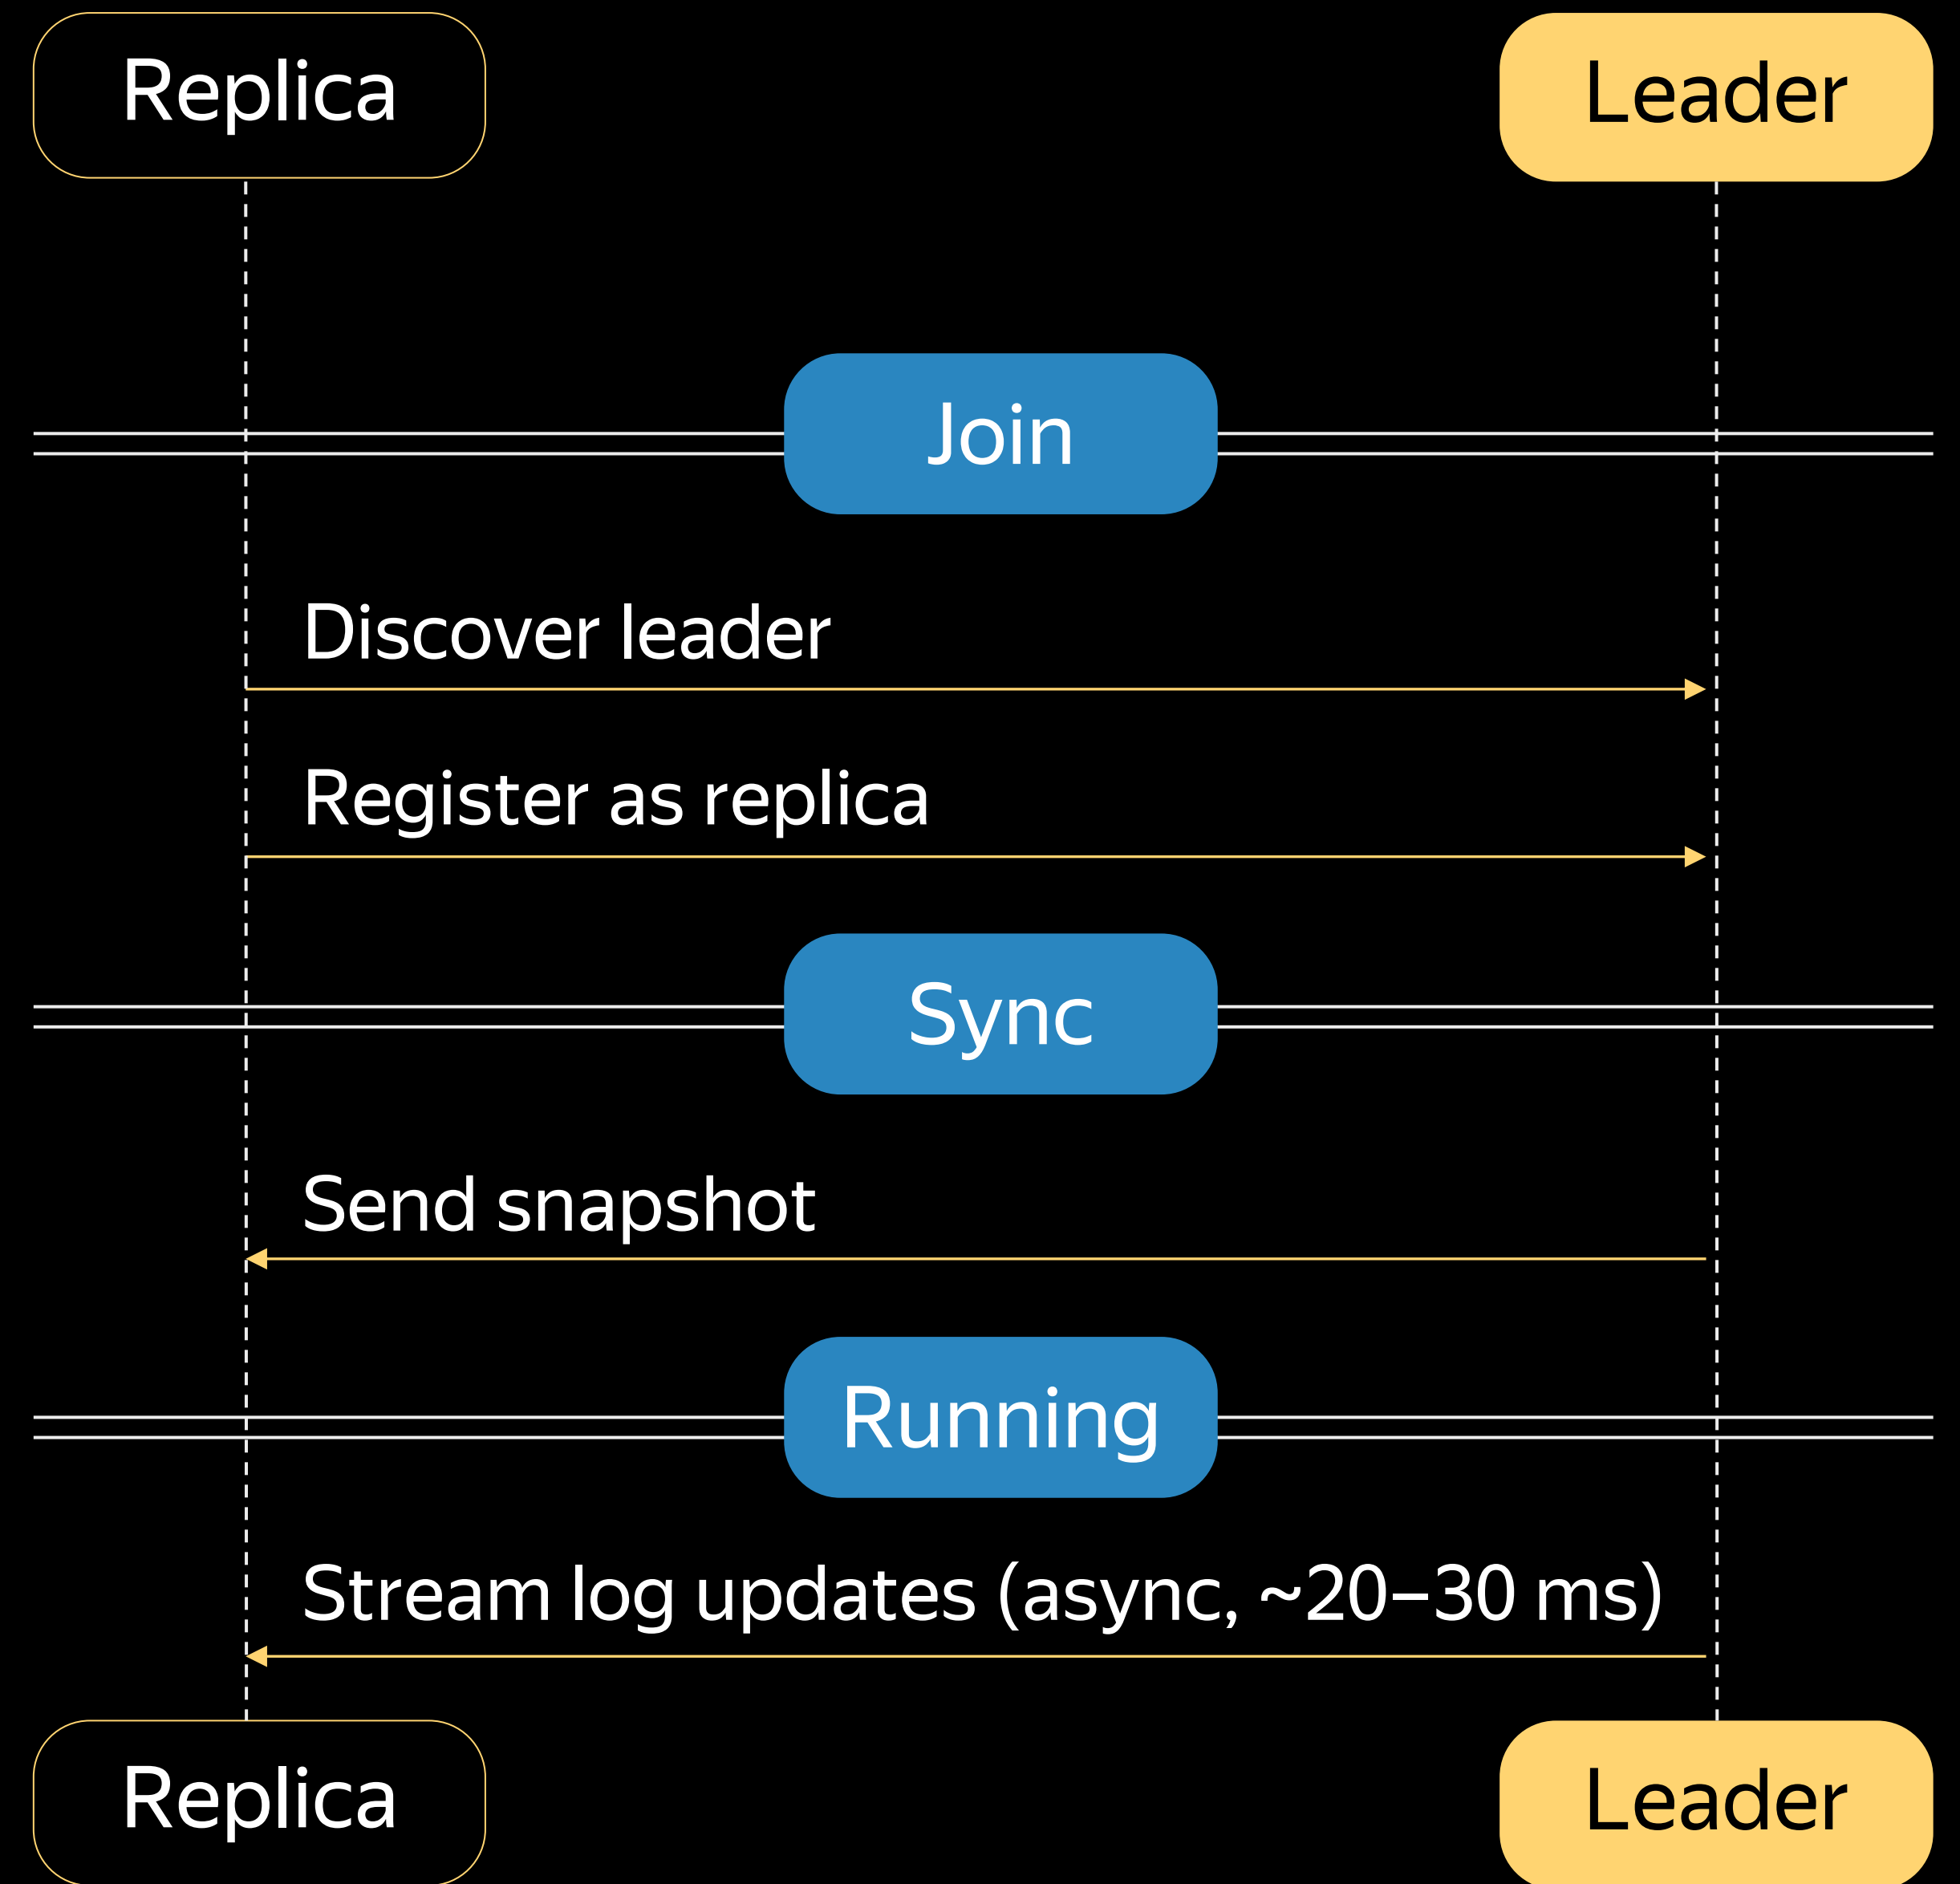 Replica
Leader
Join
Discover leader
Register as replica
Sync
Send snapshot
Running
Stream log updates (async, ~20–30 ms)
Replica
Leader